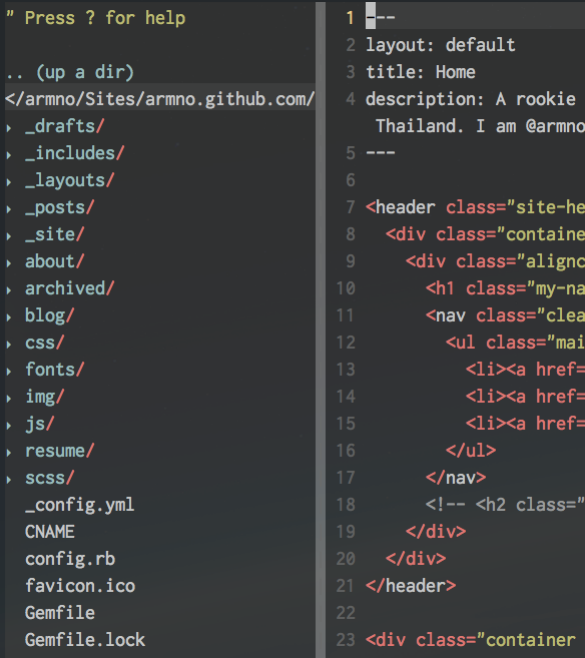 " Press ? for help
.. (up a dir)
</armno/Sites/armno.github.com/
▸ _drafts/
▸ _includes/
▸ _layouts/
▸ _posts/
▸ _site/
▸ about/
▸ archived/
▸ blog/
▸ css/
▸ fonts/
▸ img/
▸ js/
▸ resume/
▸ scss/
_config.yml
CNAME
config.rb
favicon.ico
Gemfile
Gemfile.lock
1 ---
2 layout: default
3 title: Home
4 description: A rookie
Thailand. I am @armno
5 ---
6
7 <header class="site-he
8 <div class="containe
9 <div class="alignc
10 <h1 class="my-na
11 <nav class="clea
12 <ul class="mai
13 <li><a href=
14 <li><a href=
15 <li><a href=
16 </ul>
17 </nav>
18 <!-- <h2 class="
19 </div>
20 </div>
21 </header>
22
23 <div class="container